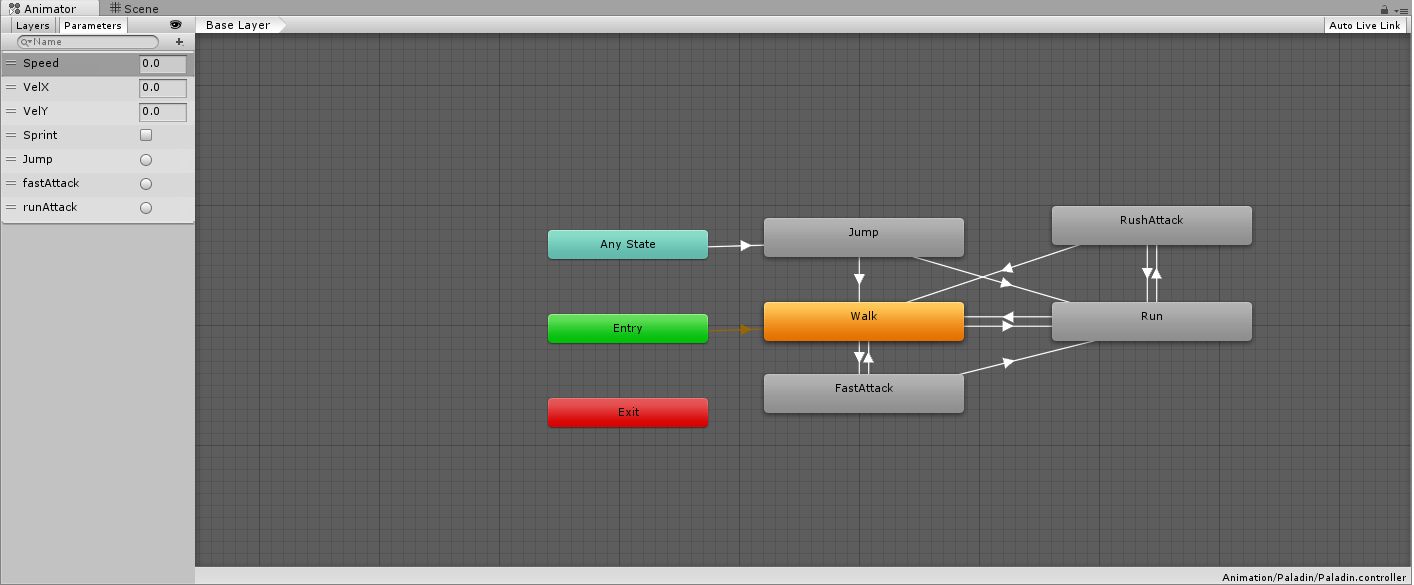 Animator Scene
Layers Parameters Base Layer Auto Live Link
Name
Speed 0.0
VelX 0.0
VelY 0.0
Sprint
Jump
fastAttack
runAttack
RushAttack
Jump
Any State
Walk
Run
Entry
FastAttack
Exit
Animation/Paladin/Paladin.controller